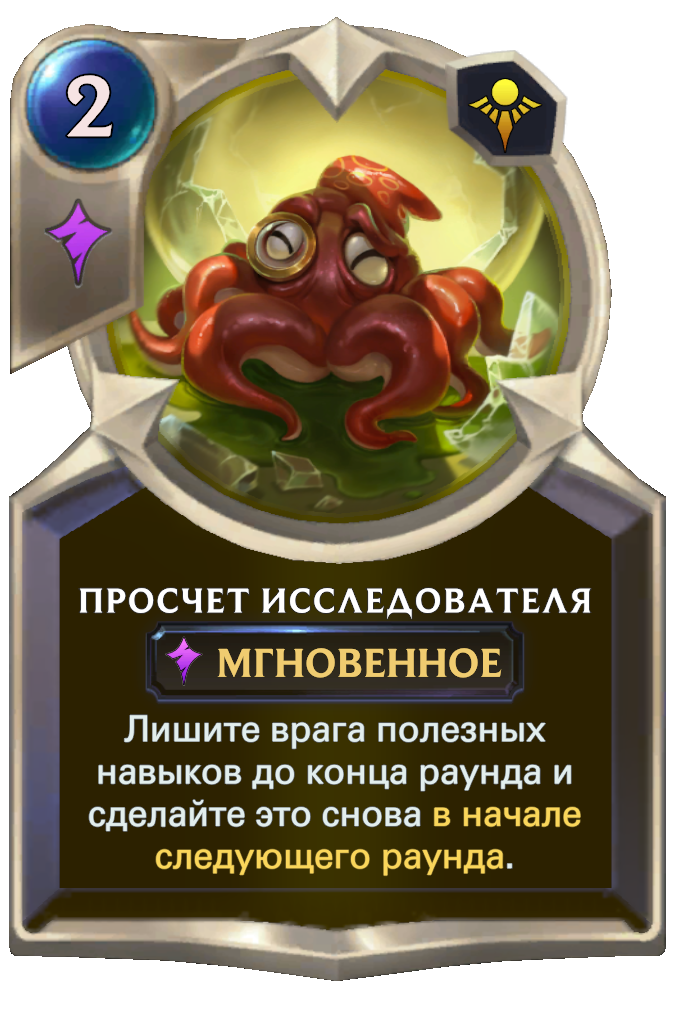 2
ПРОСЧЕТ ИССЛЕДОВАТЕЛЯ
МГНОВЕННОЕ
Лишите врага полезных
навыков до конца раунда и
сделайте это снова в начале
следующего раунда.